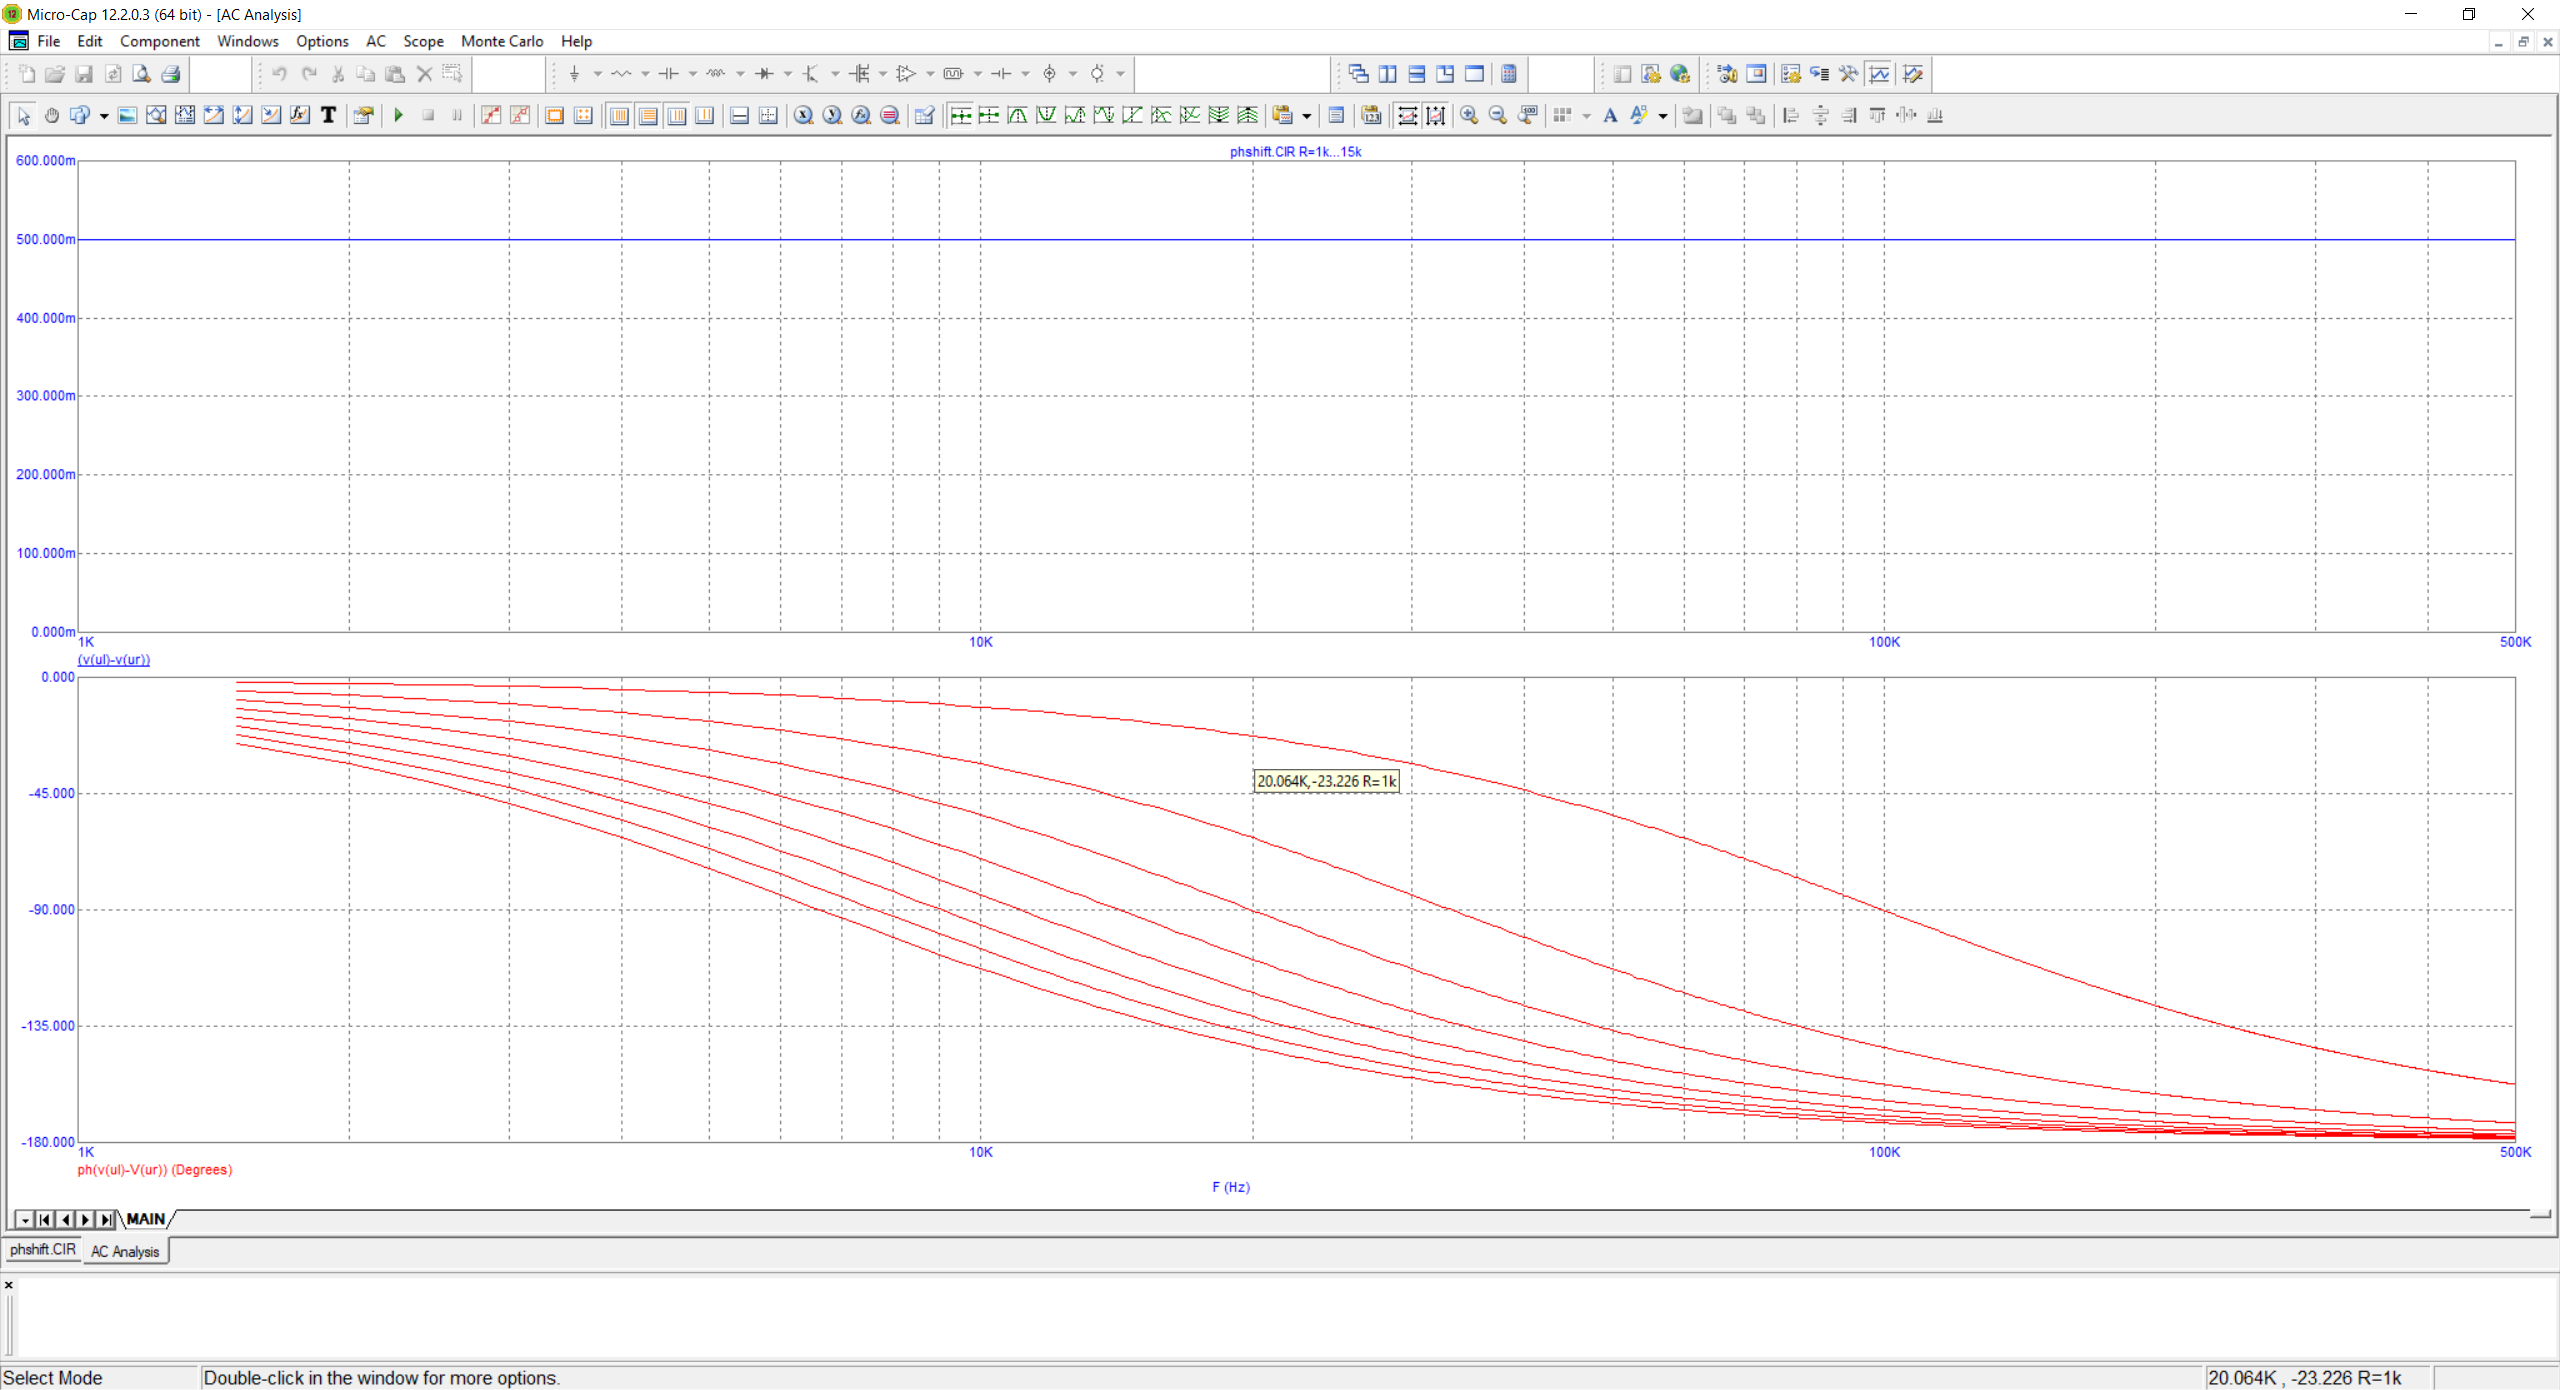 Micro-Cap 12.2.0.3 (64 bit) - [AC Analysis]
File Edit Component Windows Options AC Scope Monte Carlo Help
phshift.CIR R=1k...15k
600.000m
500.000m
400.000m
300.000m
200.000m
100.000m
0.000m
1K 10K 100K 500K
(v(ul)-v(ur))
0.000
20.064K,-23.226 R=1k
-45.000
-90.000
-135.000
-180.000
1K 10K 100K 500K
ph(v(ul)-V(ur)) (Degrees)
F (Hz)
MAIN
phshift.CIR AC Analysis
Select Mode Double-click in the window for more options. 20.064K , -23.226 R=1k